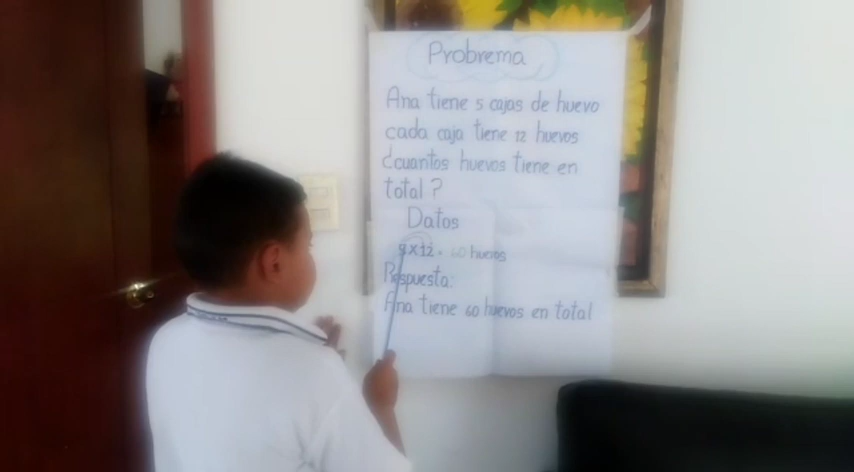 Probrema
Ana tiene 5 cajas de huevo
cada caja tiene 12 huevos
¿cuantos huevos tiene en
total?
Datos
5x12 = 60 huevos
Respuesta:
Ana tiene 60 huevos en total